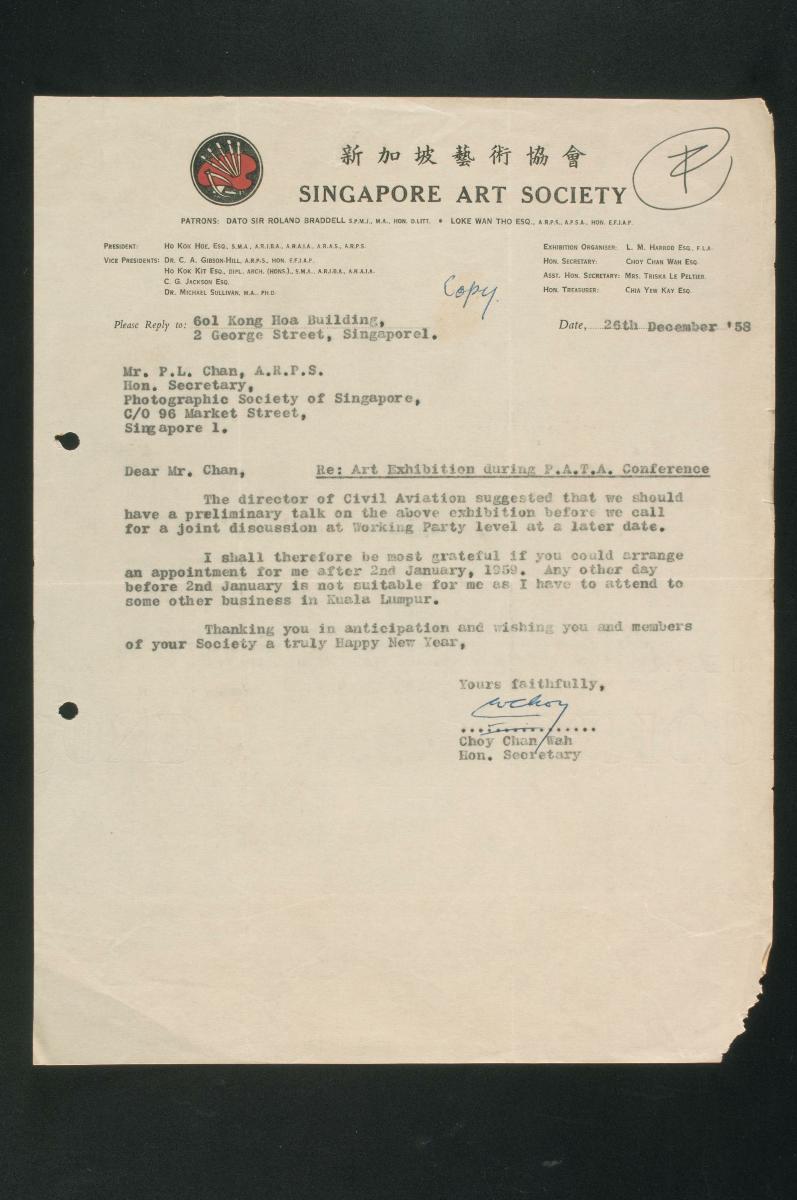 新加坡藝術協會
SINGAPORE ART SOCIETY
PATRONS: DATO SIR ROLAND BRADDELL S.P.M.J., M.A., HON. D.LITT. • LOKE WAN THO ESQ., A.R.P.S., A.P.S.A., HON. E.F.I.A.P.
PRESIDENT: HO KOK HOE, ESQ., S.M.A., A.R.I.B.A., A.R.A.I.A., A.R.A.S., A.R.P.S.
VICE PRESIDENTS: DR. C. A. GIBSON-HILL, A.R.P.S., HON. E.F.I.A.P.
HO KOK KIT ESQ., DIPL. ARCH. (HONS.), S.M.A., A.R.I.B.A., A.R.A.I.A.
C. G. JACKSON ESQ.
DR. MICHAEL SULLIVAN, M.A., PH.D.
EXHIBITION ORGANISER: L. M. HARROD ESQ., F.L.A.
HON. SECRETARY: CHOY CHAN WAH ESQ.
ASST. HON. SECRETARY: MRS. TRISKA LE PELTIER.
HON. TREASURER: CHIA YEW KAY ESQ.
Copy.
Please Reply to: 601 Kong Hoa Building,
2 George Street, Singapore1.
Date, 26th December '58
Mr. P.L. Chan, A.R.P.S.
Hon. Secretary,
Photographic Society of Singapore,
C/O 96 Market Street,
Singapore 1.
Dear Mr. Chan, Re: Art Exhibition during P.A.T.A. Conference
The director of Civil Aviation suggested that we should
have a preliminary talk on the above exhibition before we call
for a joint discussion at Working Party level at a later date.
I shall therefore be most grateful if you could arrange
an appointment for me after 2nd January, 1959. Any other day
before 2nd January is not suitable for me as I have to attend to
some other business in Kuala Lumpur.
Thanking you in anticipation and wishing you and members
of your Society a truly Happy New Year,
Yours faithfully,
Choy Chan Wah
Hon. Secretary